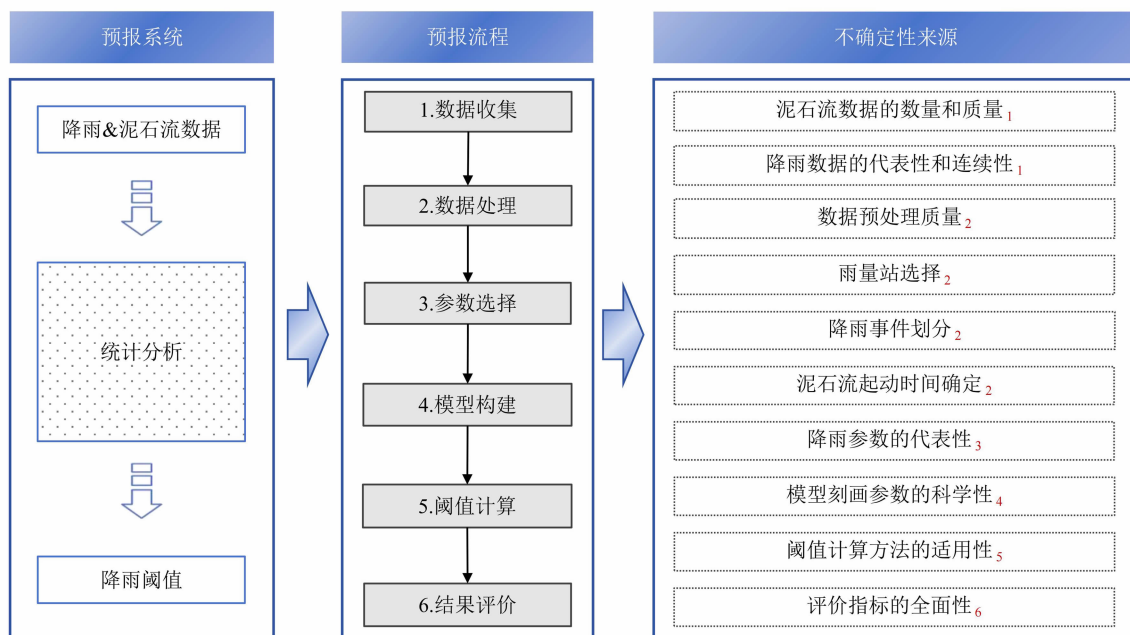 预报系统
降雨&泥石流数据
统计分析
降雨阈值
预报流程
1.数据收集
2.数据处理
3.参数选择
4.模型构建
5.阈值计算
6.结果评价
不确定性来源
泥石流数据的数量和质量1
降雨数据的代表性和连续性1
数据预处理质量2
雨量站选择2
降雨事件划分2
泥石流起动时间确定2
降雨参数的代表性3
模型刻画参数的科学性4
阈值计算方法的适用性5
评价指标的全面性6